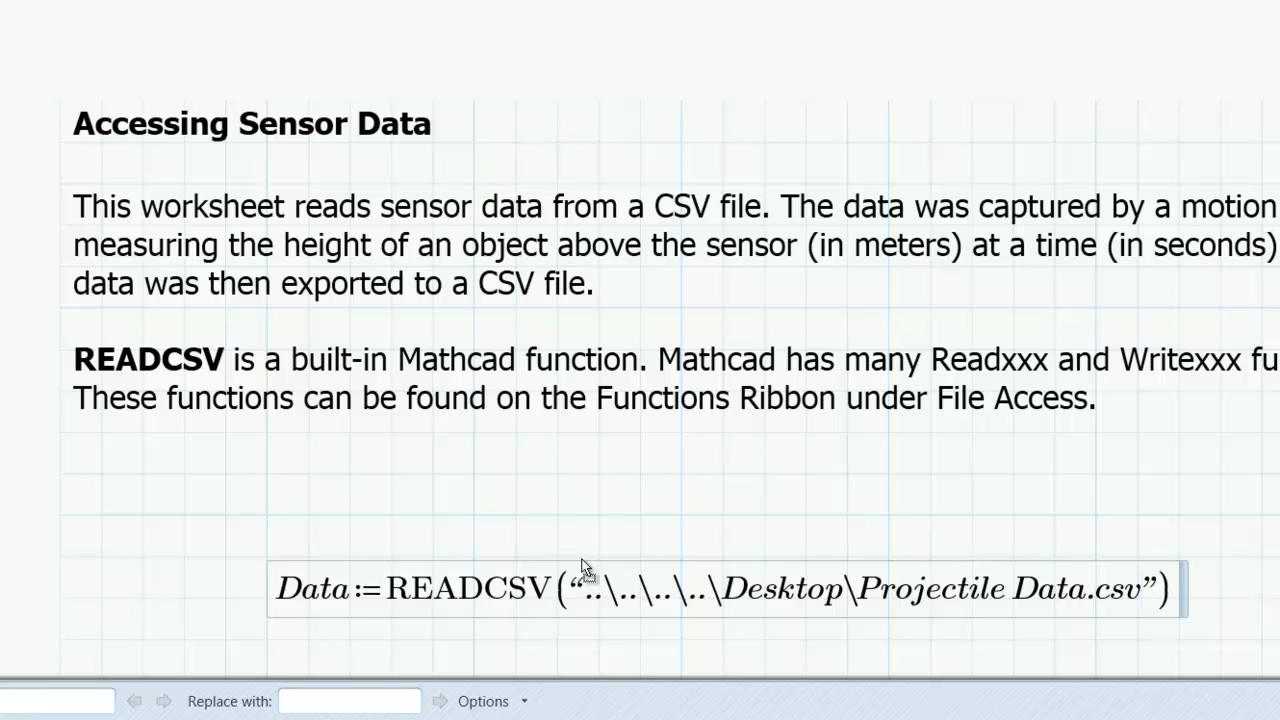 Accessing Sensor Data
This worksheet reads sensor data from a CSV file. The data was captured by a motion
measuring the height of an object above the sensor (in meters) at a time (in seconds)
data was then exported to a CSV file.
READCSV is a built-in Mathcad function. Mathcad has many Readxxx and Writexxx fu
These functions can be found on the Functions Ribbon under File Access.
Data:=READCSV(“..\..\..\..\Desktop\Projectile Data.csv”)
Replace with: Options